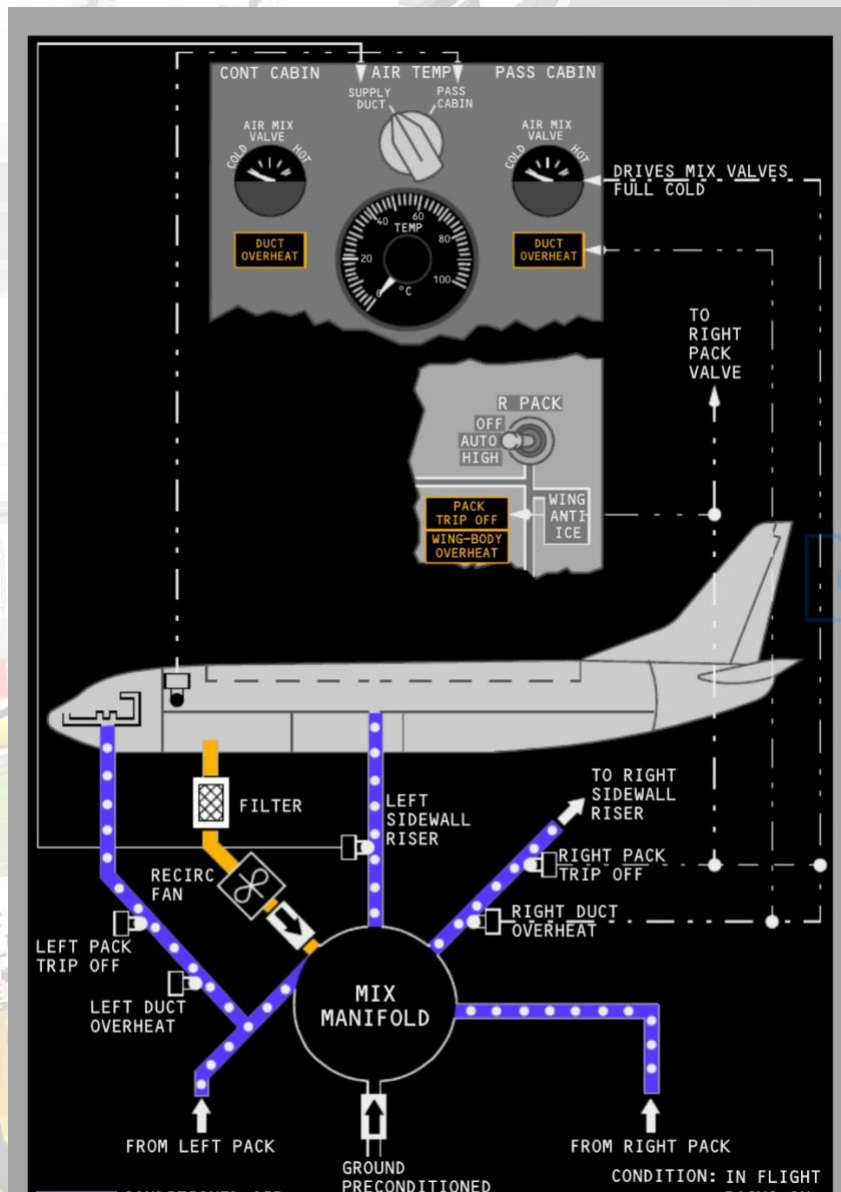 CONT CABIN AIR TEMP PASS CABIN
SUPPLY DUCT
PASS CABIN
AIR MIX VALVE
COLD HOT
AIR MIX VALVE
COLD HOT
DRIVES MIX VALVES
FULL COLD
DUCT
OVERHEAT
TEMP
0 20 40 60 80 100
°C
DUCT
OVERHEAT
TO
RIGHT
PACK
VALVE
R PACK
OFF
AUTO
HIGH
PACK
TRIP OFF
WING-BODY
OVERHEAT
WING
ANTI
ICE
FILTER
RECIRC
FAN
LEFT
SIDEWALL
RISER
TO RIGHT
SIDEWALL
RISER
RIGHT PACK
TRIP OFF
RIGHT DUCT
OVERHEAT
LEFT PACK
TRIP OFF
LEFT DUCT
OVERHEAT
MIX
MANIFOLD
FROM LEFT PACK
FROM RIGHT PACK
GROUND
PRECONDITIONED
CONDITION: IN FLIGHT